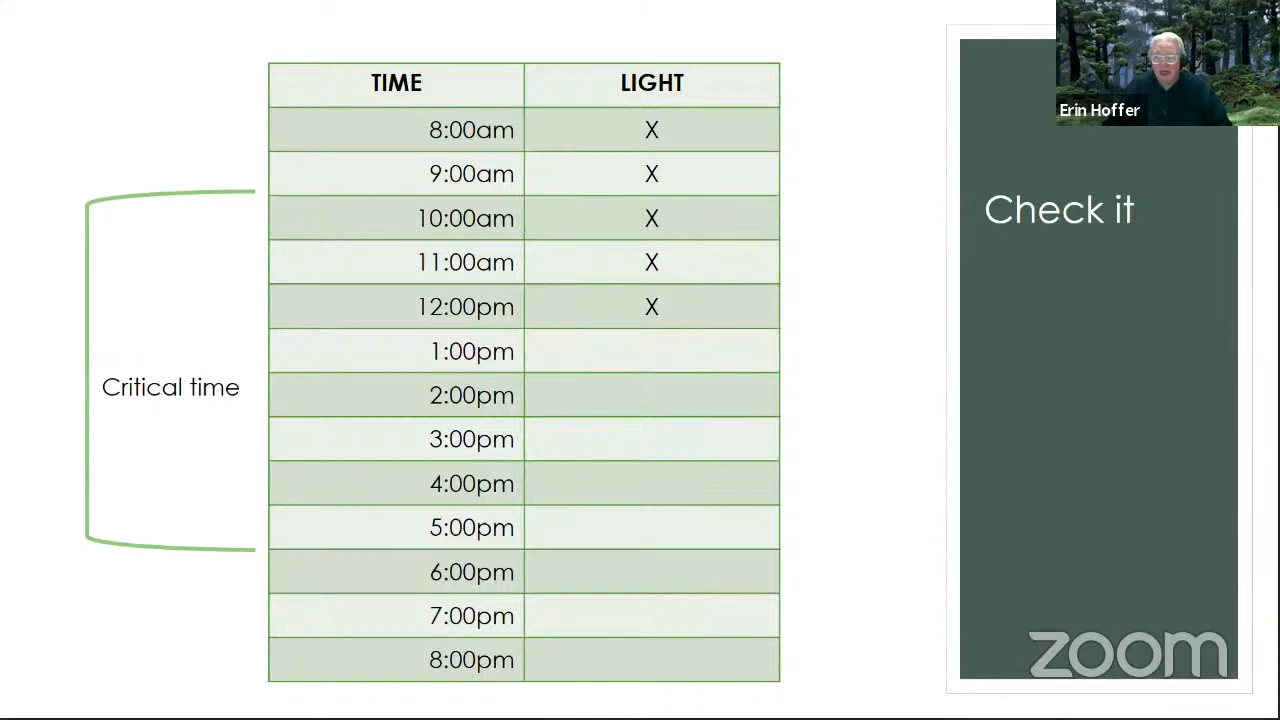 TIME LIGHT
8:00am X
9:00am X
10:00am X
11:00am X
12:00pm X
1:00pm
2:00pm
3:00pm
4:00pm
5:00pm
6:00pm
7:00pm
8:00pm
Critical time
Check it
Erin Hoffer
zoom